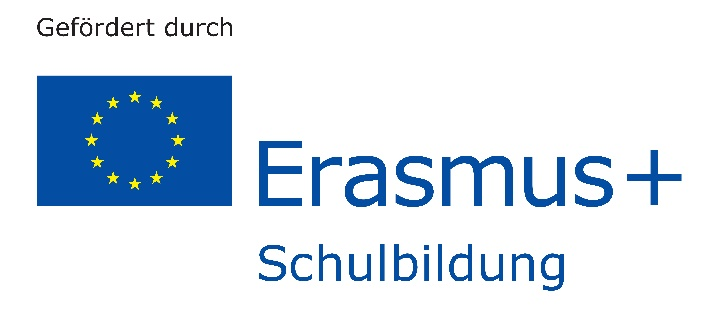 Gefördert durch
Erasmus+
Schulbildung